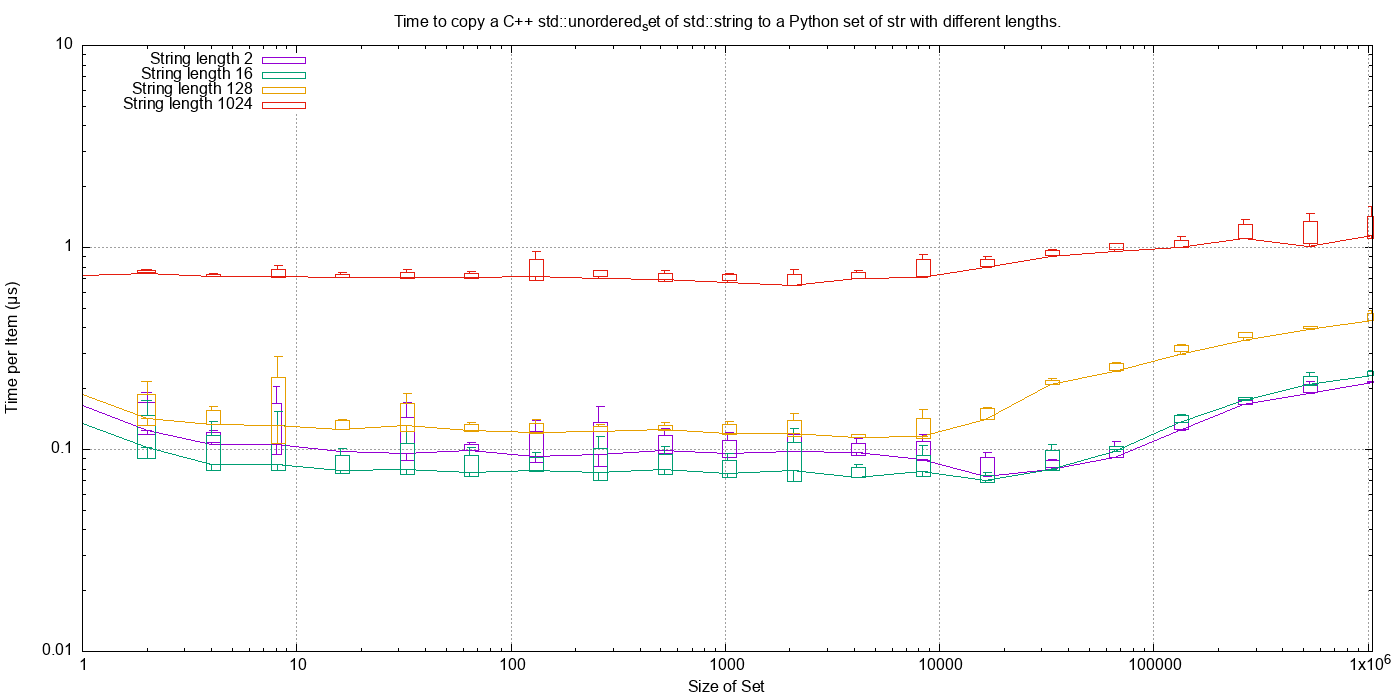 Time to copy a C++ std::unordered_set of std::string to a Python set of str with different lengths.
10
String length 2
String length 16
String length 128
String length 1024
1
Time per Item (µs)
0.1
0.01
1 10 100 1000 10000 100000 1x10⁶
Size of Set